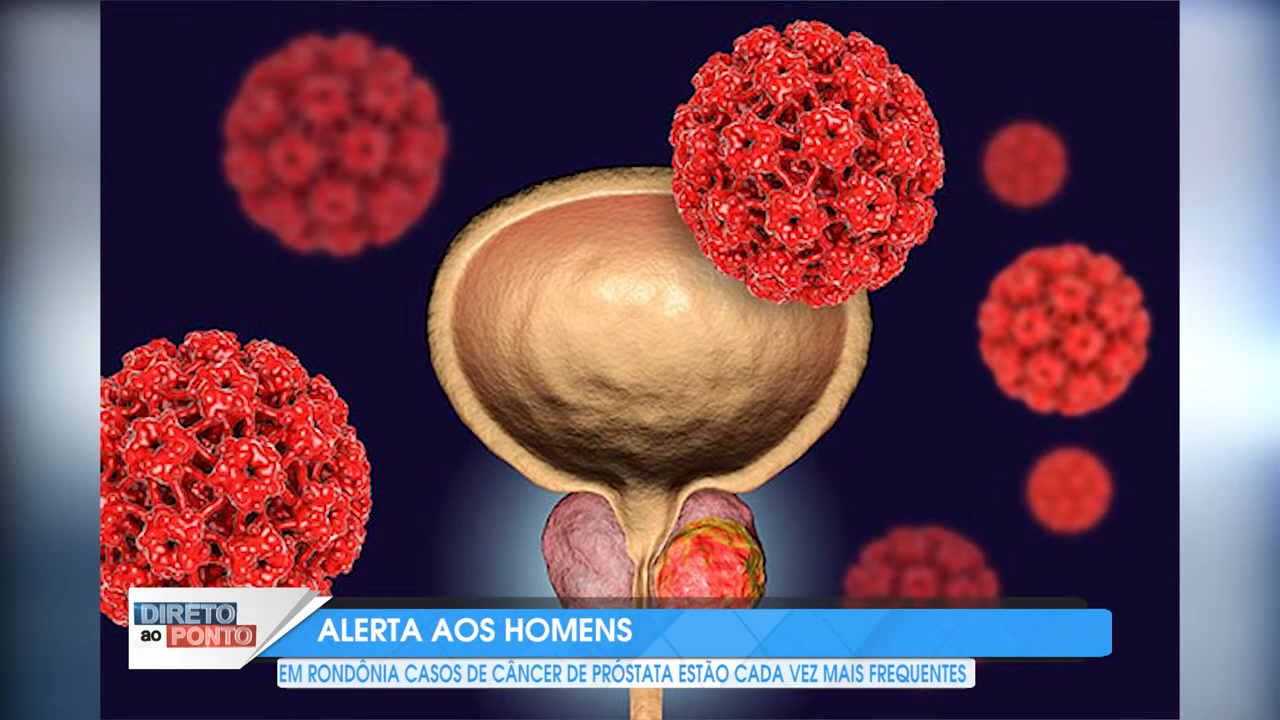 DIRETO
ao PONTO
ALERTA AOS HOMENS
EM RONDÔNIA CASOS DE CÂNCER DE PRÓSTATA ESTÃO CADA VEZ MAIS FREQUENTES